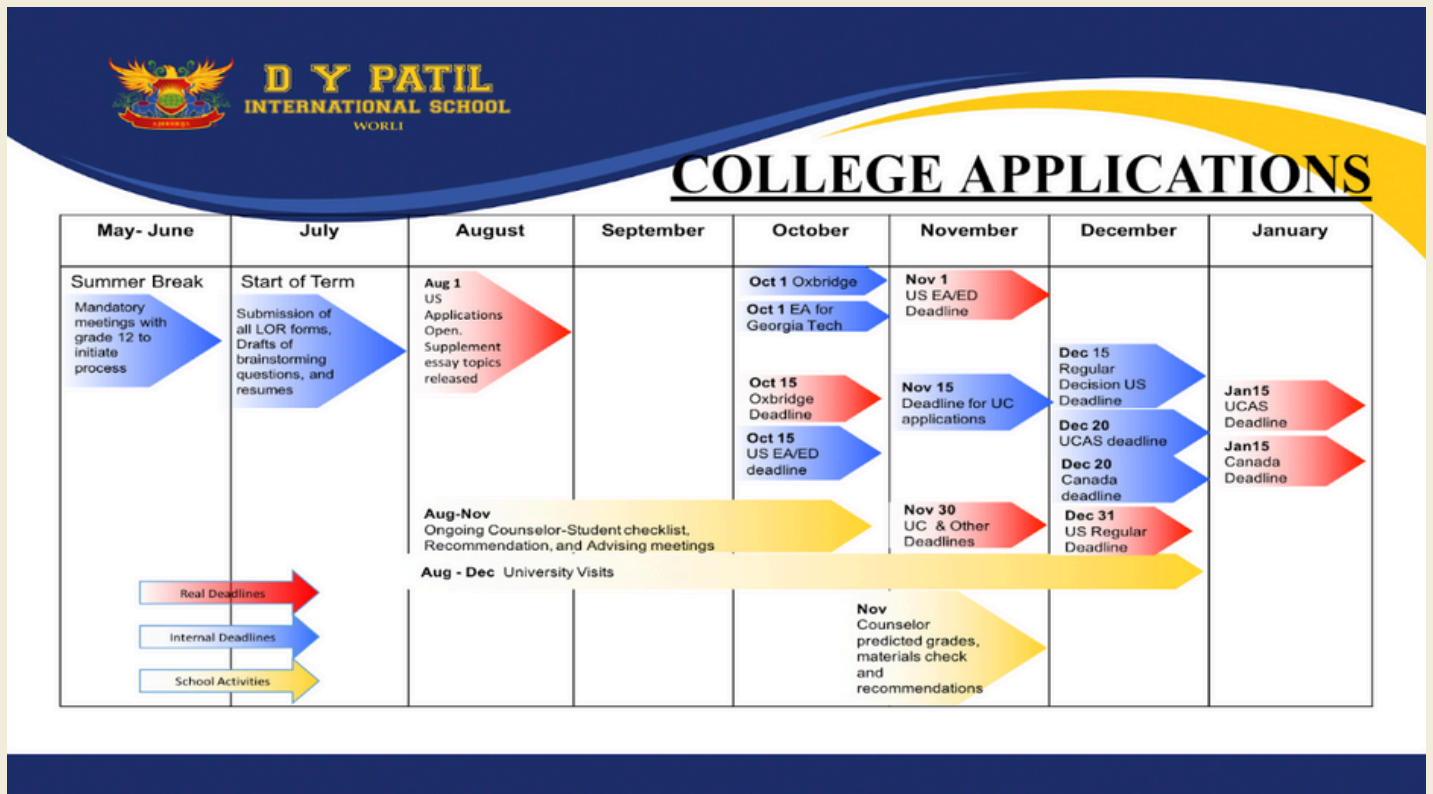 D Y PATIL
INTERNATIONAL SCHOOL
WORLI
COLLEGE APPLICATIONS
May- June
July
August
September
October
November
December
January
Summer Break
Mandatory
meetings with
grade 12 to
initiate
process
Start of Term
Submission of
all LOR forms,
Drafts of
brainstorming
questions, and
resumes
Aug 1
US
Applications
Open.
Supplement
essay topics
released
Oct 1 Oxbridge
Oct 1 EA for
Georgia Tech
Oct 15
Oxbridge
Deadline
Oct 15
US EA/ED
deadline
Nov 1
US EA/ED
Deadline
Nov 15
Deadline for UC
applications
Nov 30
UC & Other
Deadlines
Dec 15
Regular
Decision US
Deadline
Dec 20
UCAS deadline
Dec 20
Canada
deadline
Dec 31
US Regular
Deadline
Jan15
UCAS
Deadline
Jan15
Canada
Deadline
Aug-Nov
Ongoing Counselor-Student checklist,
Recommendation, and Advising meetings
Aug - Dec University Visits
Nov
Counselor
predicted grades,
materials check
and
recommendations
Real Deadlines
Internal Deadlines
School Activities